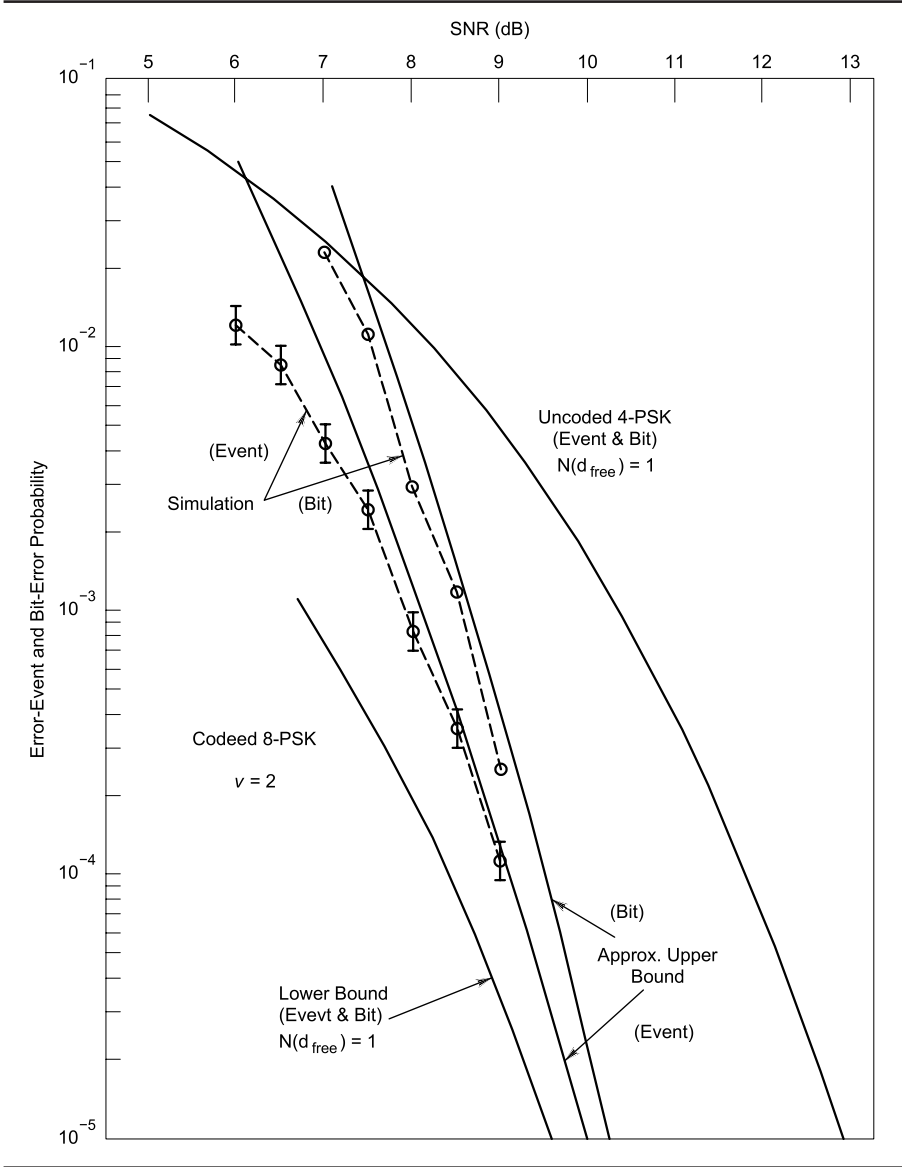 SNR (dB)
5 6 7 8 9 10 11 12 13
10⁻¹
10⁻²
10⁻³
10⁻⁴
10⁻⁵
Error-Event and Bit-Error Probability
Uncoded 4-PSK
(Event & Bit)
N(d free) = 1
(Event)
Simulation
(Bit)
Codeed 8-PSK
v = 2
(Bit)
Approx. Upper
Bound
(Event)
Lower Bound
(Evevt & Bit)
N(d free) = 1